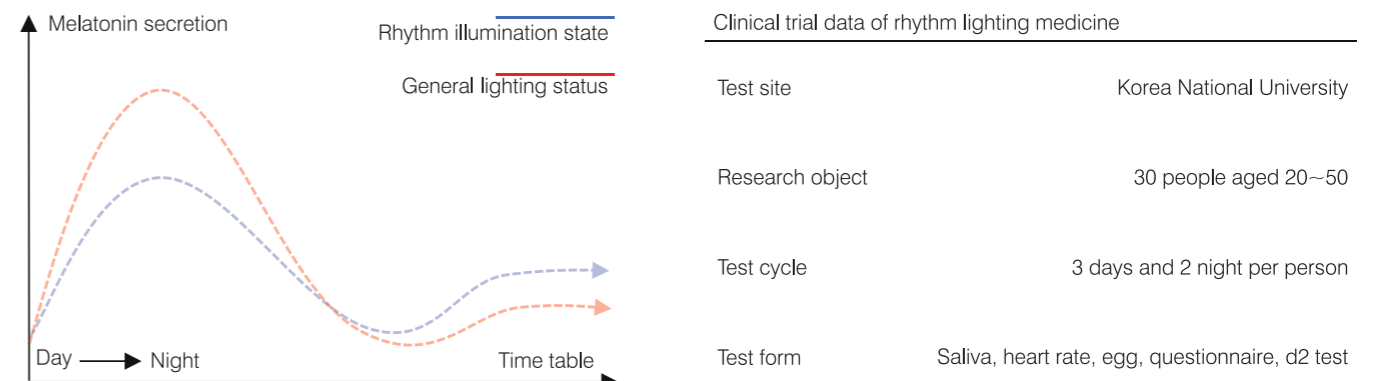 Melatonin secretion
Rhythm illumination state
General lighting status
Day
Night
Time table
Clinical trial data of rhythm lighting medicine
Test site Korea National University
Research object 30 people aged 20~50
Test cycle 3 days and 2 night per person
Test form Saliva, heart rate, egg, questionnaire, d2 test